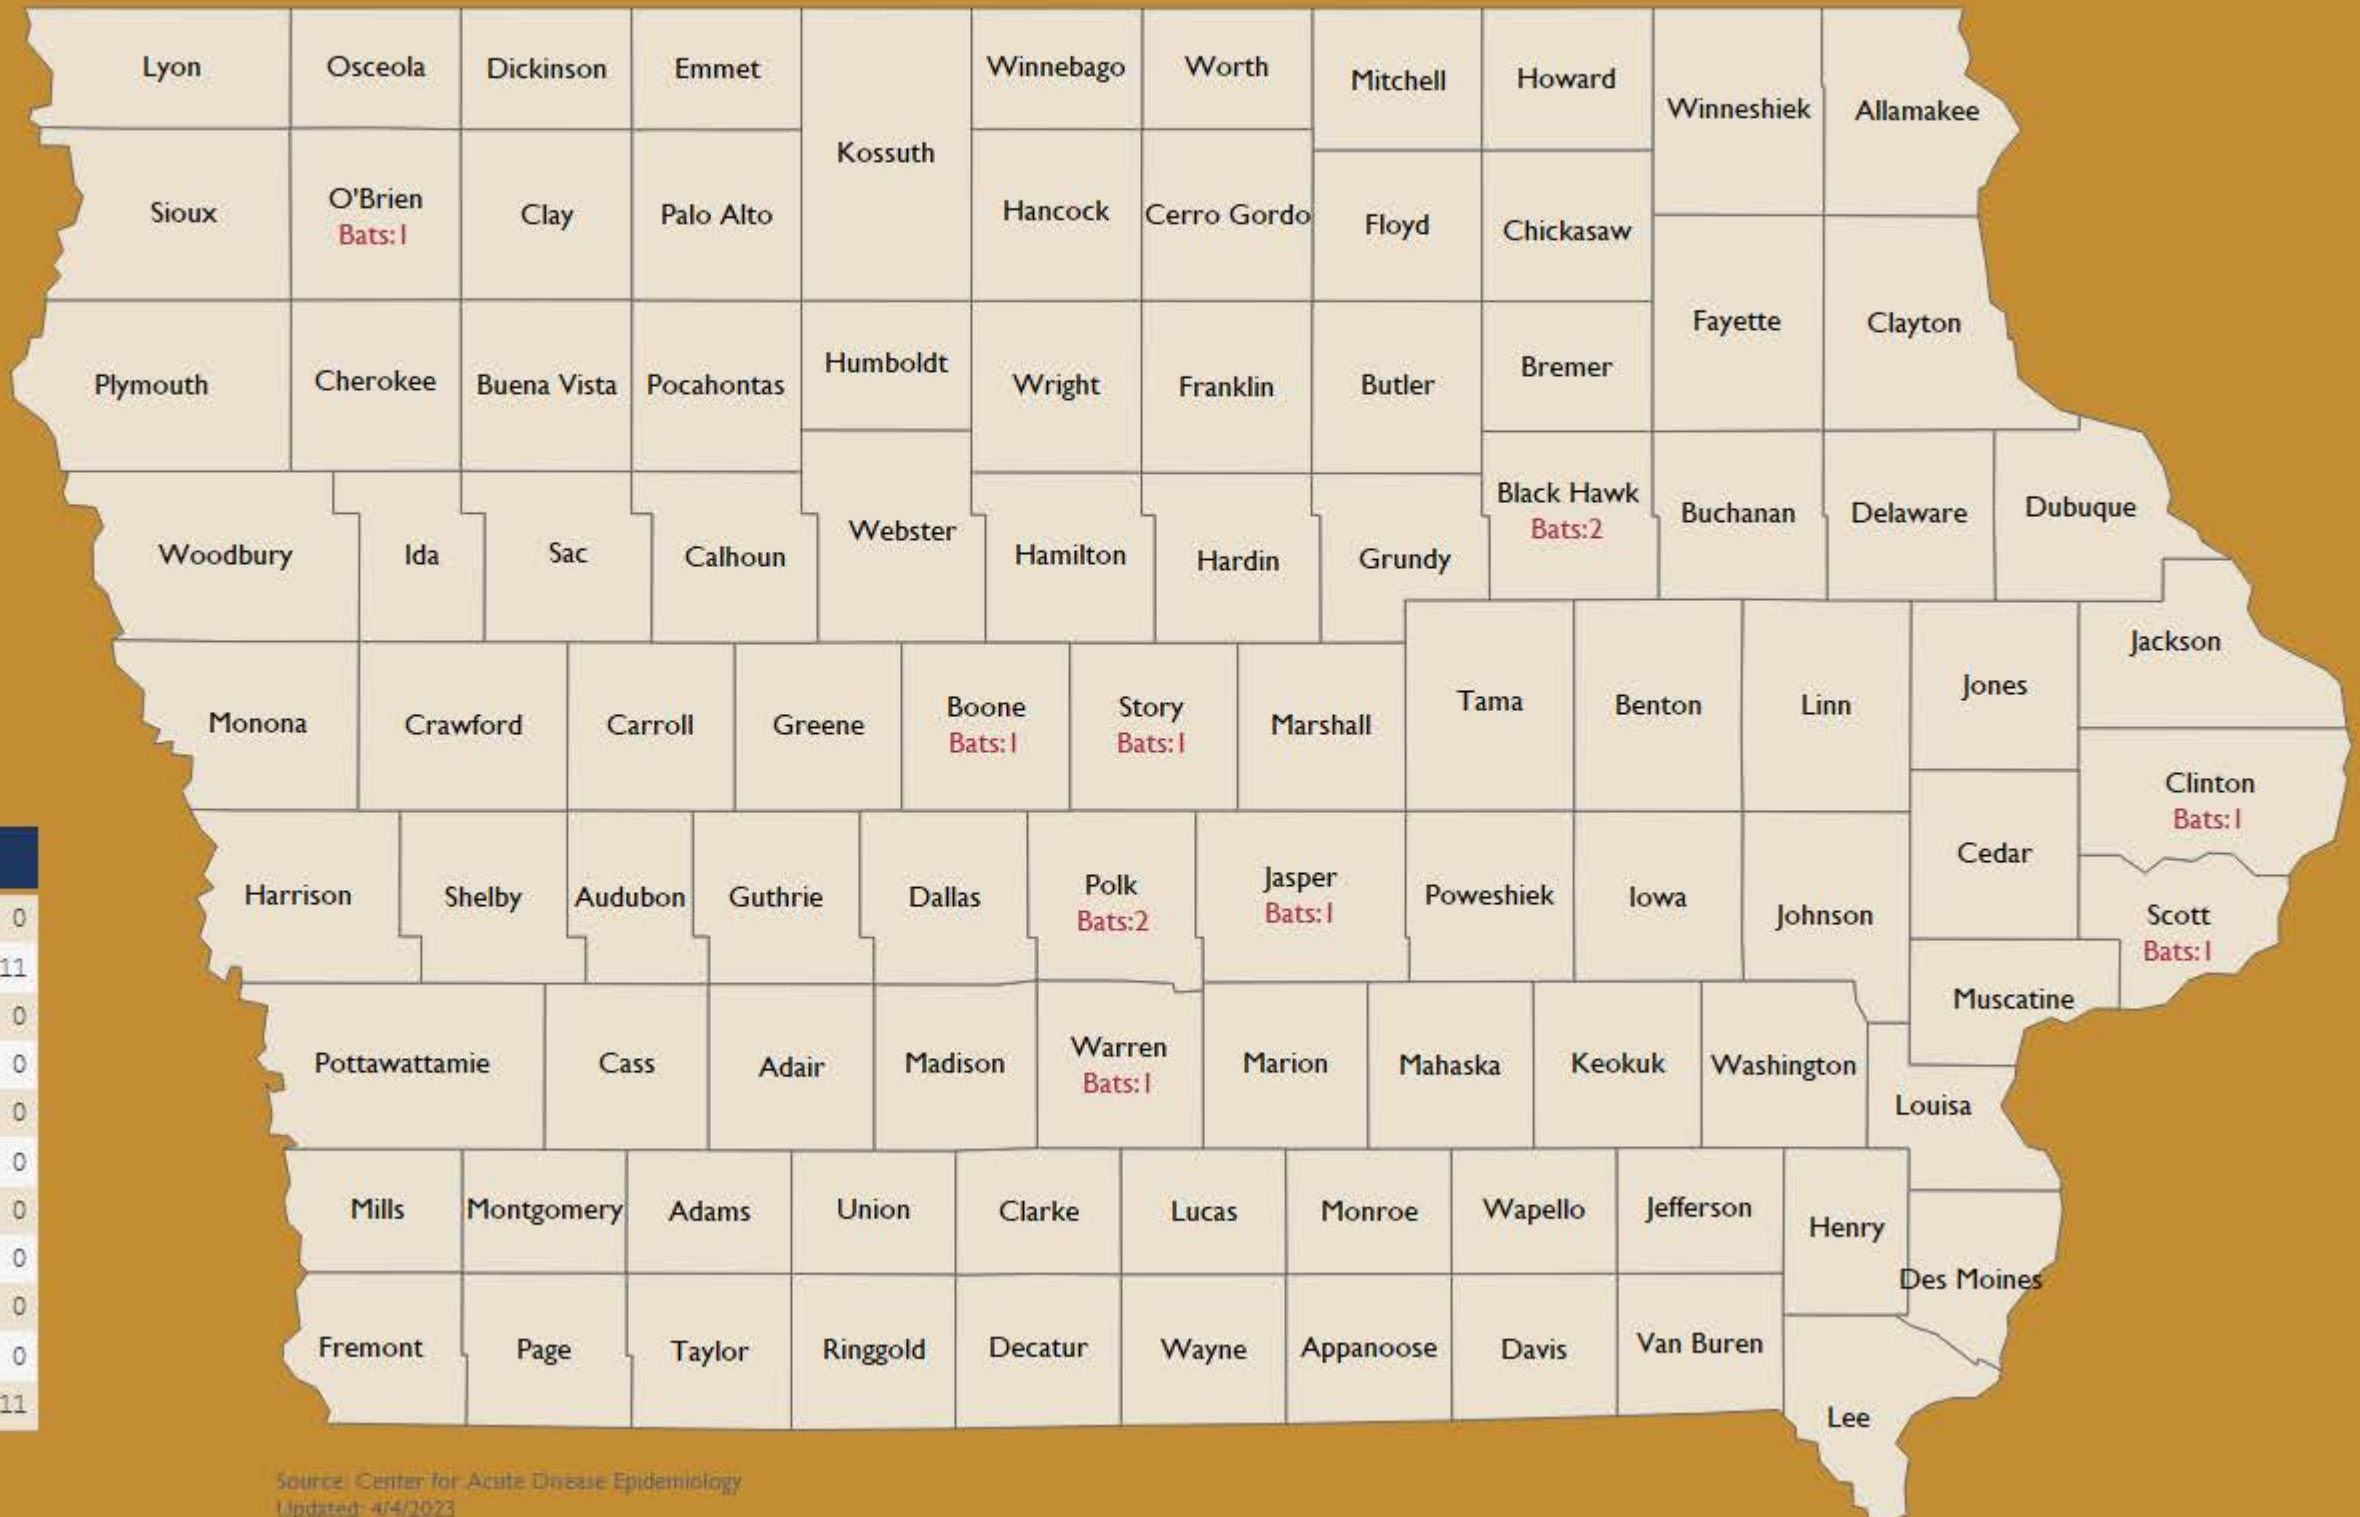 Lyon
Osceola
Dickinson
Emmet
Kossuth
Winnebago
Worth
Mitchell
Howard
Winneshiek
Allamakee
Sioux
O'Brien
Bats:1
Clay
Palo Alto
Hancock
Cerro Gordo
Floyd
Chickasaw
Fayette
Clayton
Plymouth
Cherokee
Buena Vista
Pocahontas
Humboldt
Wright
Franklin
Butler
Bremer
Woodbury
Ida
Sac
Calhoun
Webster
Hamilton
Hardin
Grundy
Black Hawk
Bats:2
Buchanan
Delaware
Dubuque
Monona
Crawford
Carroll
Greene
Boone
Bats:1
Story
Bats:1
Marshall
Tama
Benton
Linn
Jones
Jackson
Clinton
Bats:1
Harrison
Shelby
Audubon
Guthrie
Dallas
Polk
Bats:2
Jasper
Bats:1
Poweshiek
Iowa
Johnson
Cedar
Scott
Bats:1
Muscatine
Pottawattamie
Cass
Adair
Madison
Warren
Bats:1
Marion
Mahaska
Keokuk
Washington
Louisa
Mills
Montgomery
Adams
Union
Clarke
Lucas
Monroe
Wapello
Jefferson
Henry
Des Moines
Fremont
Page
Taylor
Ringgold
Decatur
Wayne
Appanoose
Davis
Van Buren
Lee
0
11
0
0
0
0
0
0
0
0
11
Source: Center for Acute Disease Epidemiology
Updated: 4/4/2023